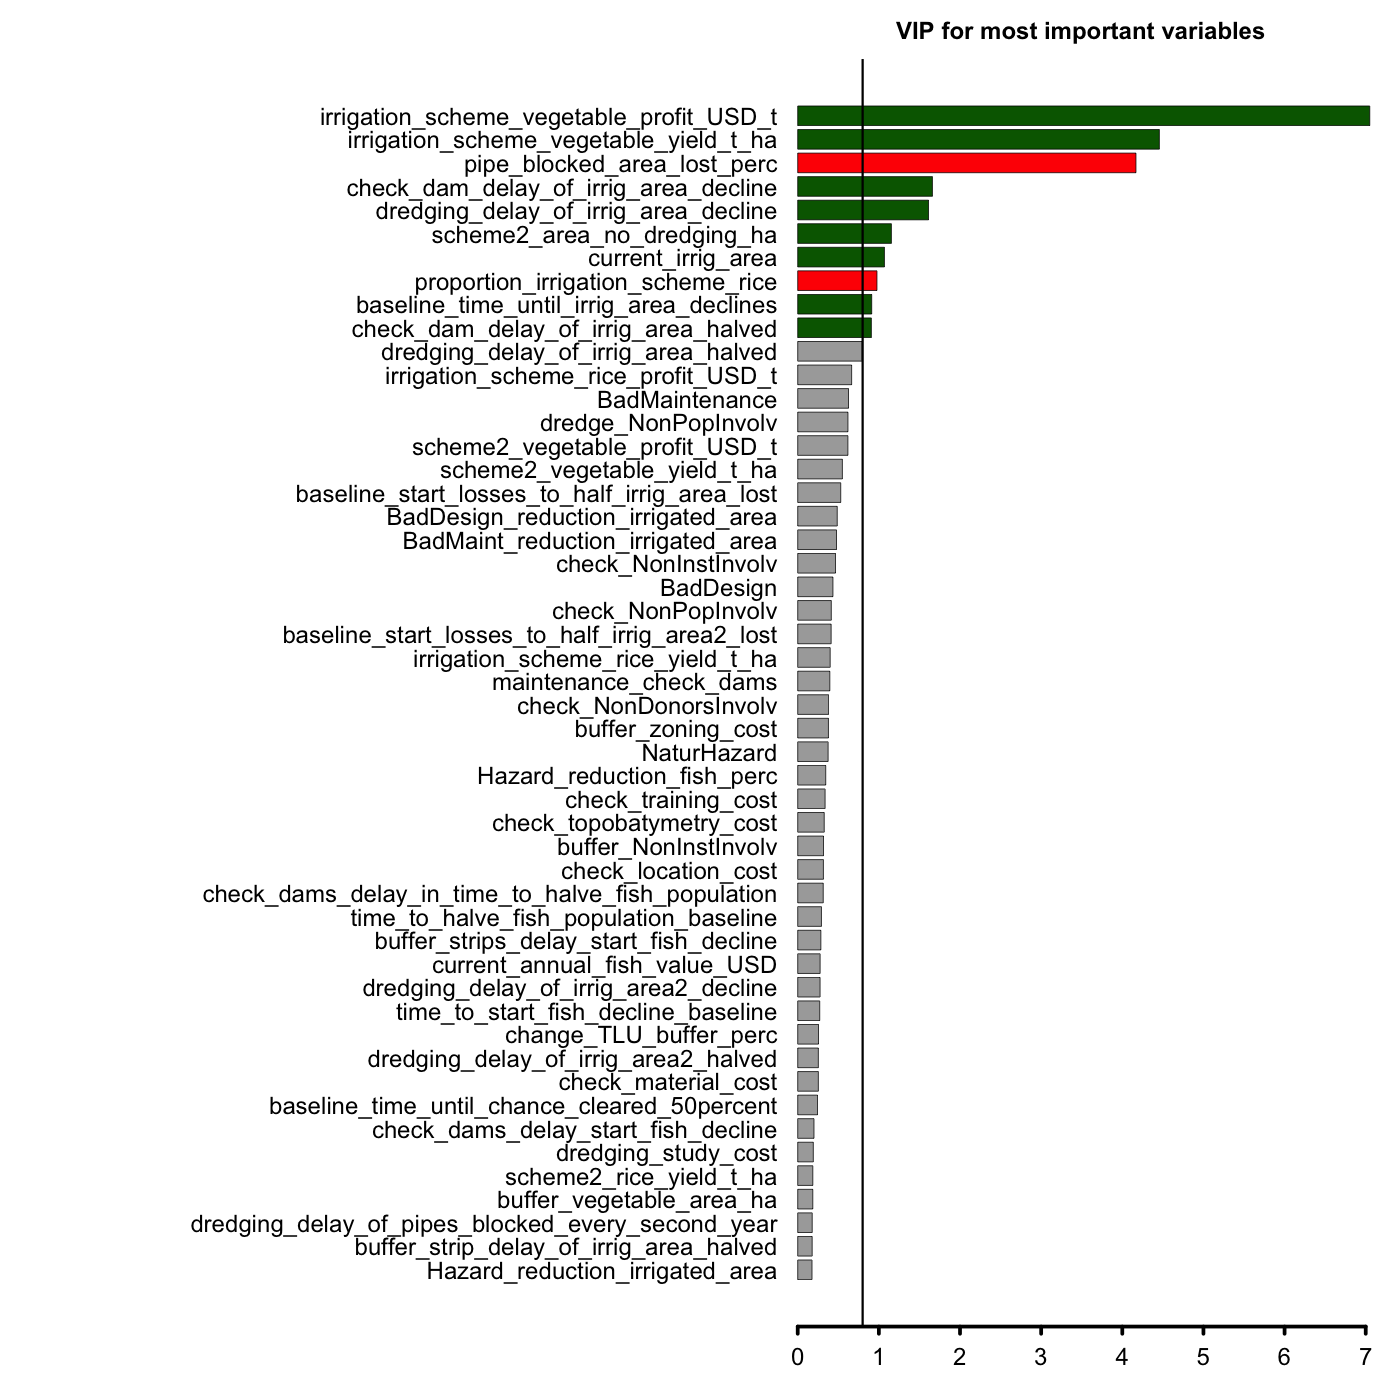 VIP for most important variables
irrigation_scheme_vegetable_profit_USD_t
irrigation_scheme_vegetable_yield_t_ha
pipe_blocked_area_lost_perc
check_dam_delay_of_irrig_area_decline
dredging_delay_of_irrig_area_decline
scheme2_area_no_dredging_ha
current_irrig_area
proportion_irrigation_scheme_rice
baseline_time_until_irrig_area_declines
check_dam_delay_of_irrig_area_halved
dredging_delay_of_irrig_area_halved
irrigation_scheme_rice_profit_USD_t
BadMaintenance
dredge_NonPopInvolv
scheme2_vegetable_profit_USD_t
scheme2_vegetable_yield_t_ha
baseline_start_losses_to_half_irrig_area_lost
BadDesign_reduction_irrigated_area
BadMaint_reduction_irrigated_area
check_NonInstInvolv
BadDesign
check_NonPopInvolv
baseline_start_losses_to_half_irrig_area2_lost
irrigation_scheme_rice_yield_t_ha
maintenance_check_dams
check_NonDonorsInvolv
buffer_zoning_cost
NaturHazard
Hazard_reduction_fish_perc
check_training_cost
check_topobatymetry_cost
buffer_NonInstInvolv
check_location_cost
check_dams_delay_in_time_to_halve_fish_population
time_to_halve_fish_population_baseline
buffer_strips_delay_start_fish_decline
current_annual_fish_value_USD
dredging_delay_of_irrig_area2_decline
time_to_start_fish_decline_baseline
change_TLU_buffer_perc
dredging_delay_of_irrig_area2_halved
check_material_cost
baseline_time_until_chance_cleared_50percent
check_dams_delay_start_fish_decline
dredging_study_cost
scheme2_rice_yield_t_ha
buffer_vegetable_area_ha
dredging_delay_of_pipes_blocked_every_second_year
buffer_strip_delay_of_irrig_area_halved
Hazard_reduction_irrigated_area
0 1 2 3 4 5 6 7